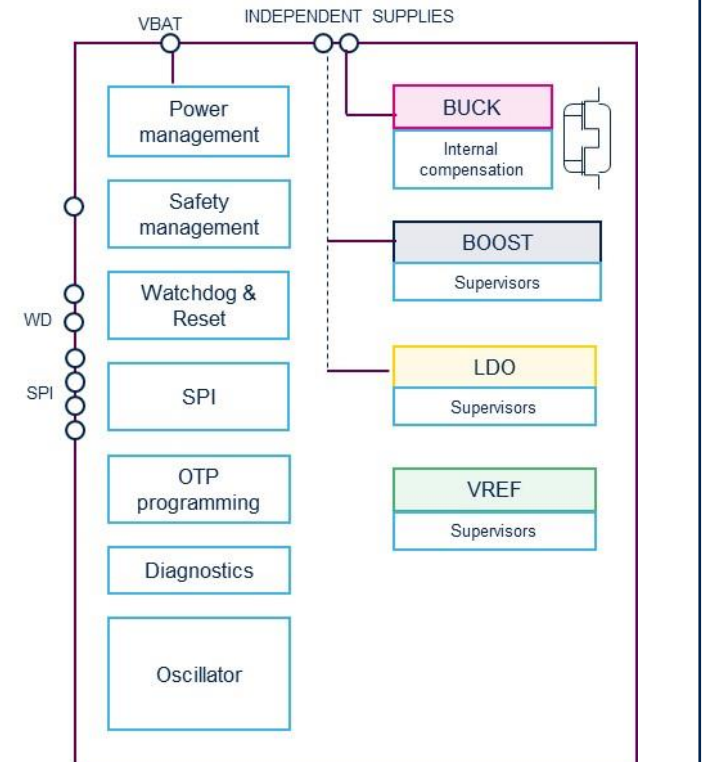 VBAT
INDEPENDENT SUPPLIES
Power
management
Safety
management
Watchdog &
Reset
WD
SPI
SPI
OTP
programming
Diagnostics
Oscillator
BUCK
Internal
compensation
BOOST
Supervisors
LDO
Supervisors
VREF
Supervisors